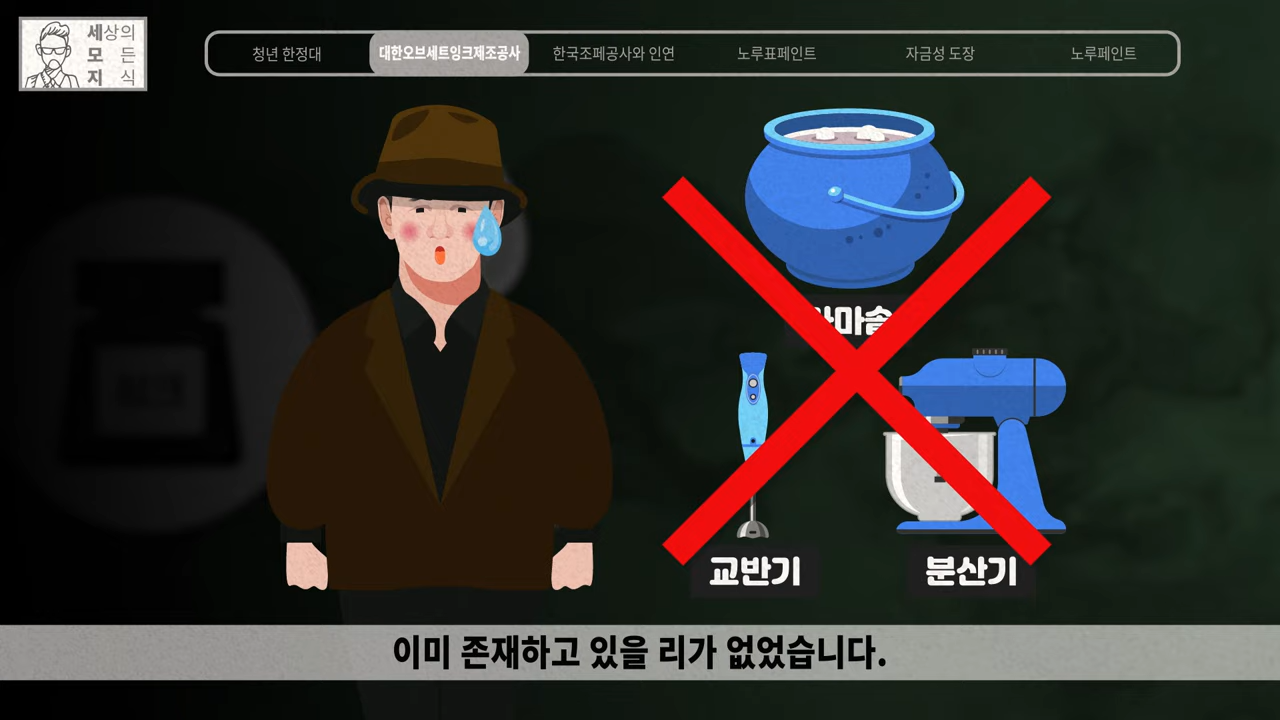 세상의
모든
지식
청년 한정대
대한오브세트잉크제조공사
한국조폐공사와 인연
노루표페인트
자금성 도장
노루페인트
교반기
분산기
이미 존재하고 있을 리가 없었습니다.